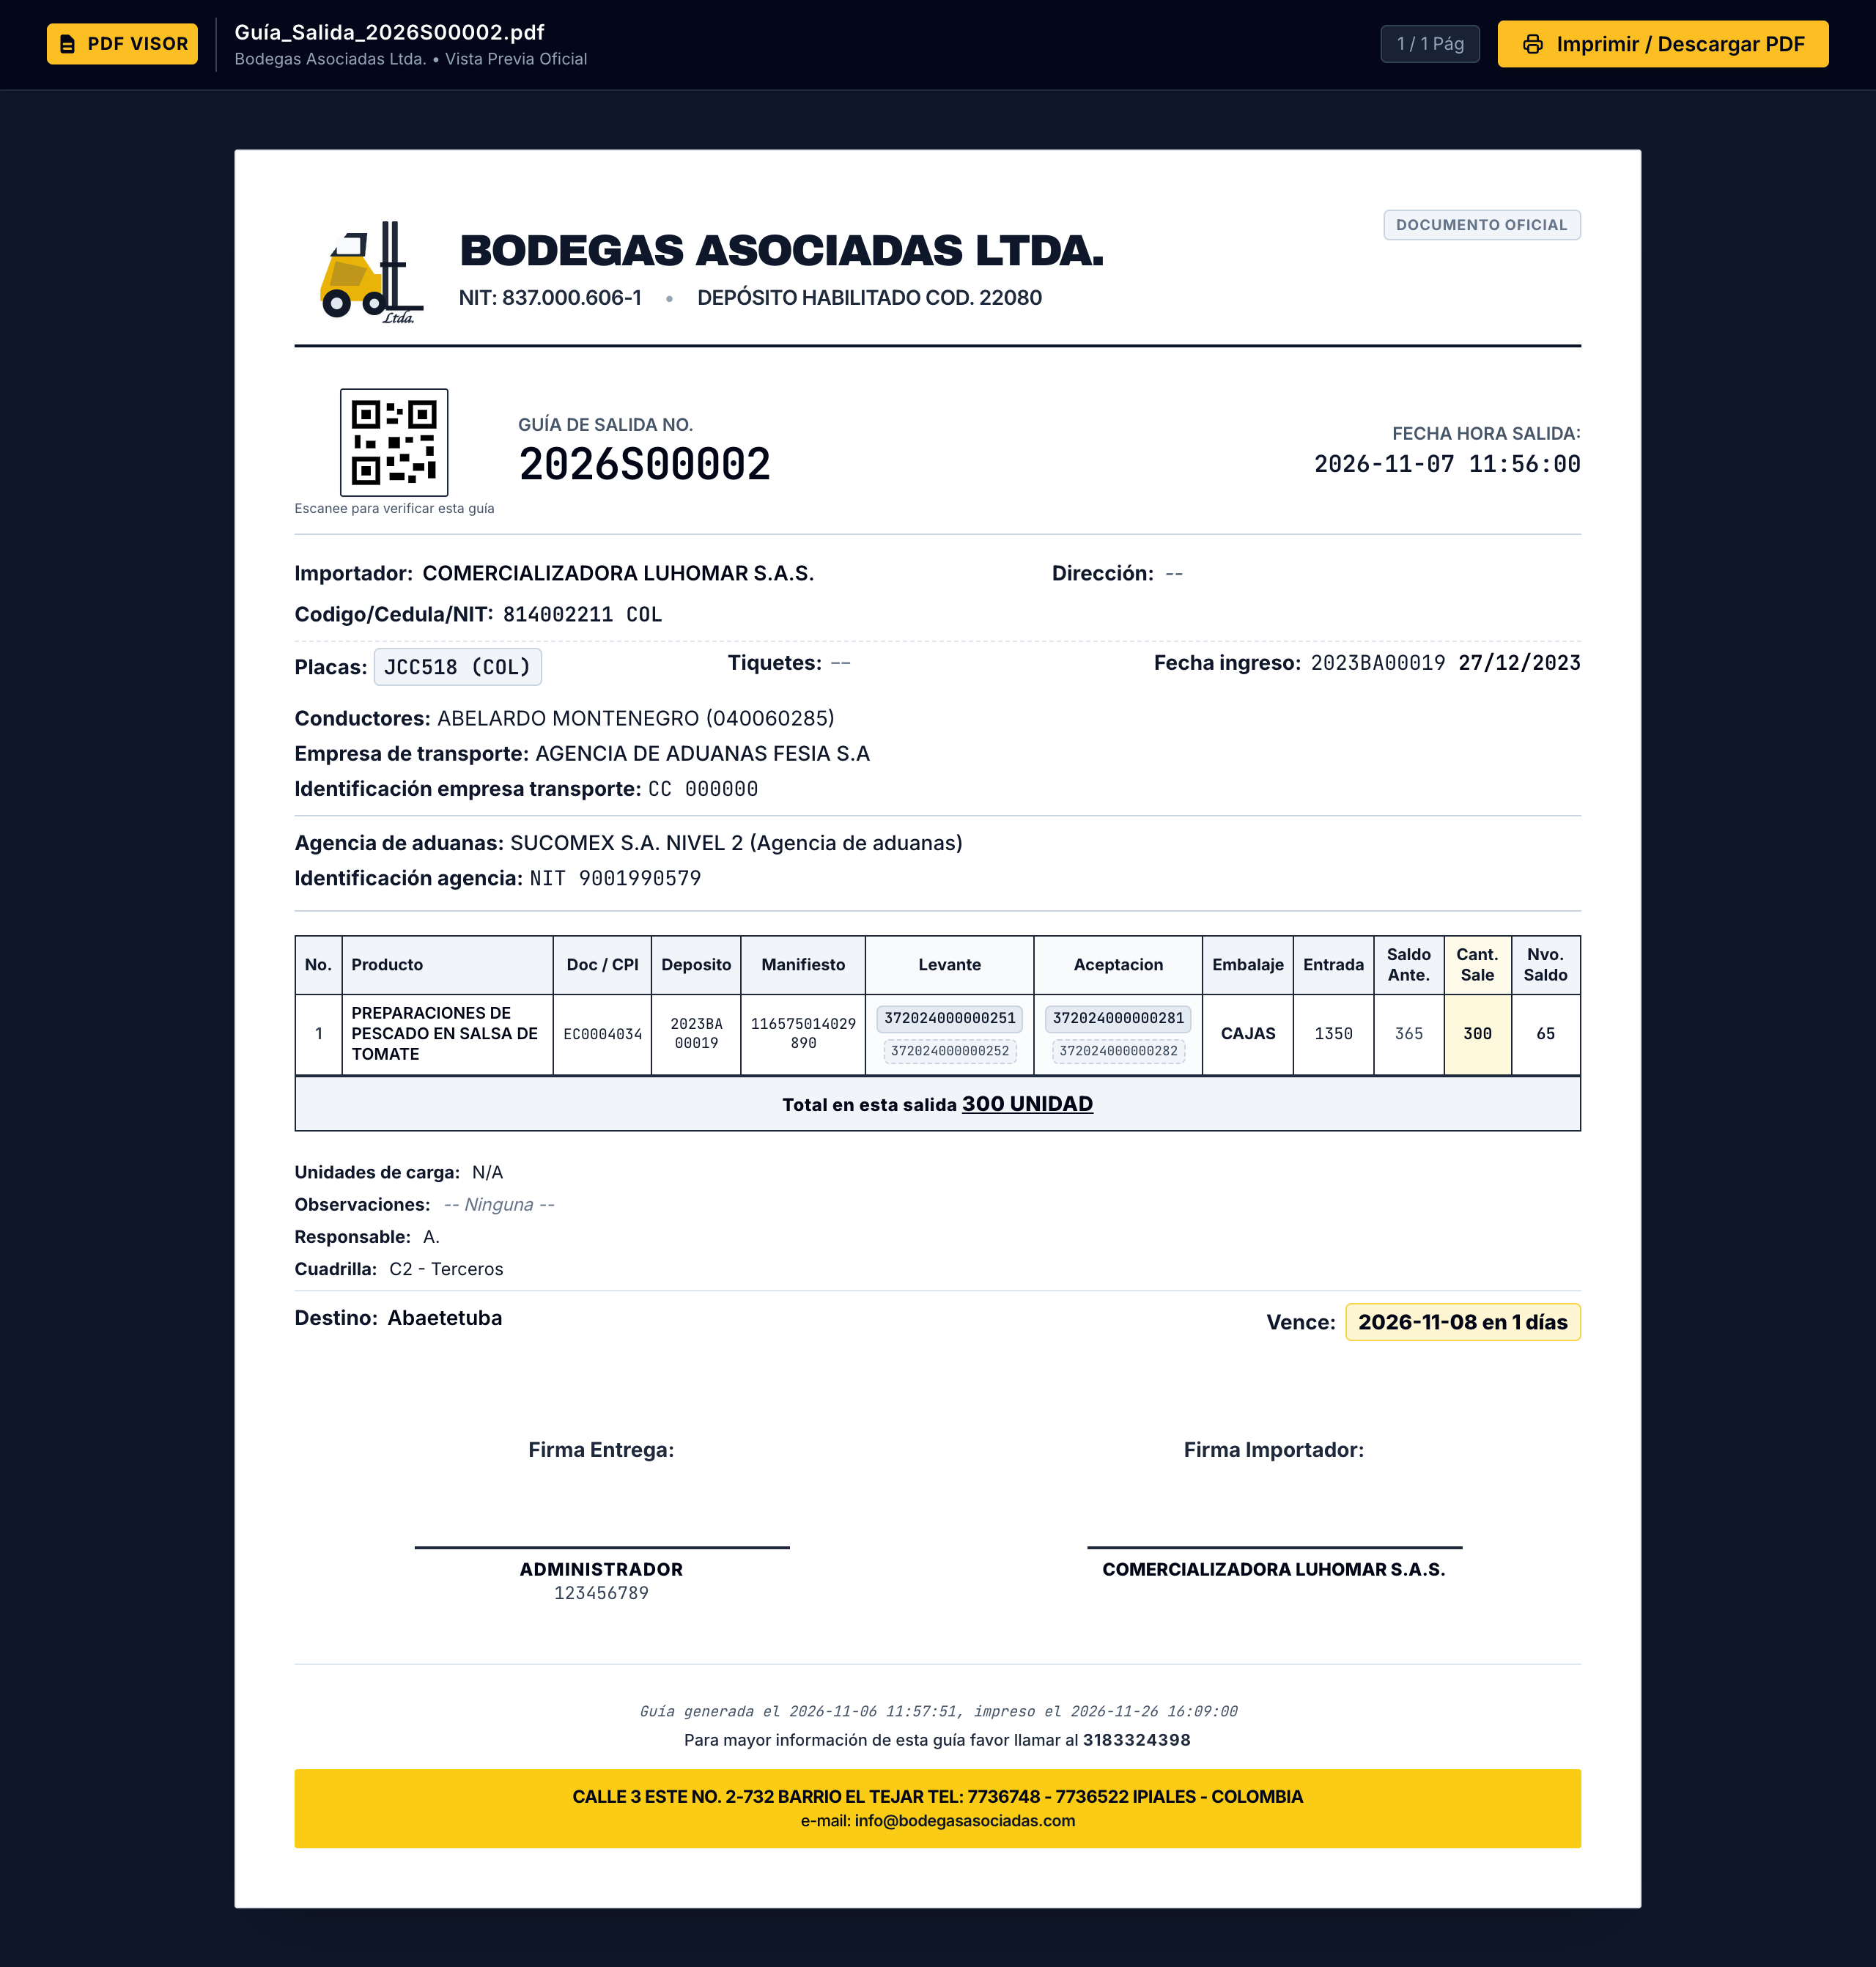 PDF VISOR
Guía_Salida_2026S00002.pdf
Bodegas Asociadas Ltda. • Vista Previa Oficial
1 / 1 Pág
Imprimir / Descargar PDF
DOCUMENTO OFICIAL
Ltda.
BODEGAS ASOCIADAS LTDA.
NIT: 837.000.606-1 • DEPÓSITO HABILITADO COD. 22080
Escanee para verificar esta guía
GUÍA DE SALIDA NO.
2026S00002
FECHA HORA SALIDA:
2026-11-07 11:56:00
Importador: COMERCIALIZADORA LUHOMAR S.A.S.
Dirección: --
Codigo/Cedula/NIT: 814002211 COL
Placas: JCC518 (COL)
Tiquetes: --
Fecha ingreso: 2023BA00019 27/12/2023
Conductores: ABELARDO MONTENEGRO (040060285)
Empresa de transporte: AGENCIA DE ADUANAS FESIA S.A
Identificación empresa transporte: CC 000000
Agencia de aduanas: SUCOMEX S.A. NIVEL 2 (Agencia de aduanas)
Identificación agencia: NIT 9001990579
No. Producto Doc / CPI Deposito Manifiesto Levante Aceptacion Embalaje Entrada Saldo Ante. Cant. Sale Nvo. Saldo
1
PREPARACIONES DE
PESCADO EN SALSA DE
TOMATE
EC0004034
2023BA
00019
116575014029
890
372024000000251
372024000000252
372024000000281
372024000000282
CAJAS
1350
365
300
65
Total en esta salida 300 UNIDAD
Unidades de carga: N/A
Observaciones: -- Ninguna --
Responsable: A.
Cuadrilla: C2 - Terceros
Destino: Abaetetuba
Vence: 2026-11-08 en 1 días
Firma Entrega:
Firma Importador:
ADMINISTRADOR
123456789
COMERCIALIZADORA LUHOMAR S.A.S.
Guía generada el 2026-11-06 11:57:51, impreso el 2026-11-26 16:09:00
Para mayor información de esta guía favor llamar al 3183324398
CALLE 3 ESTE NO. 2-732 BARRIO EL TEJAR TEL: 7736748 - 7736522 IPIALES - COLOMBIA
e-mail: info@bodegasasociadas.com